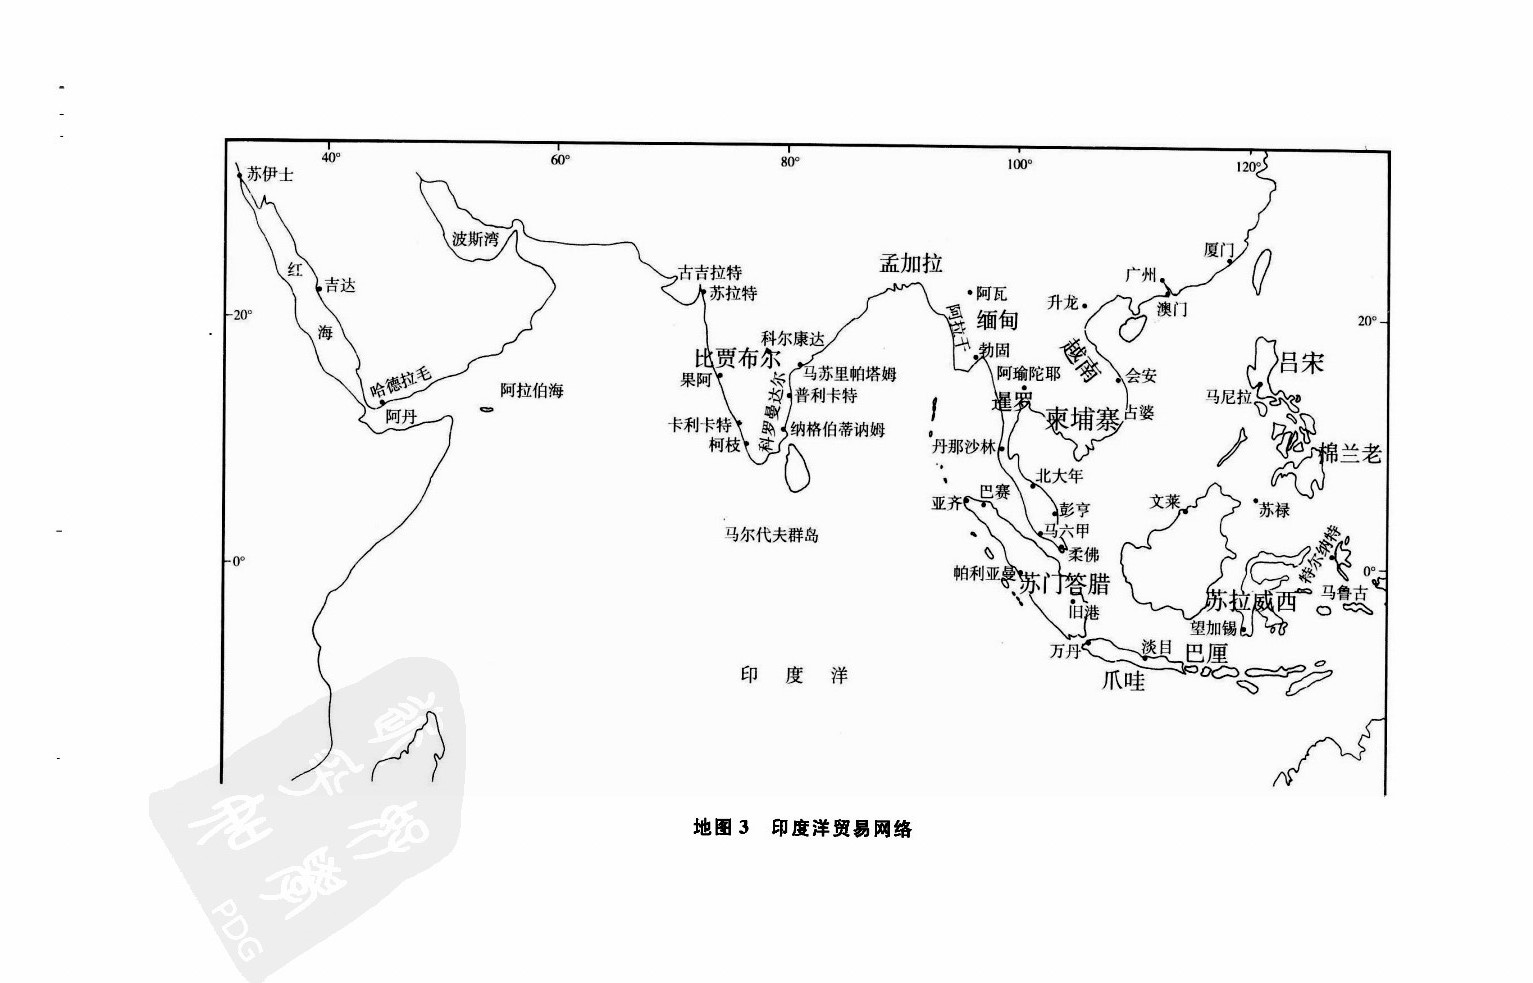 40°
60°
80°
100°
120°
苏伊士
波斯湾
红
海
吉达
20°
哈德拉毛
阿丹
阿拉伯海
古吉拉特
苏拉特
孟加拉
科尔康达
比贾布尔
果阿
马苏里帕塔姆
普利卡特
科罗曼达尔
卡利卡特
纳格伯蒂讷姆
柯枝
阿瓦
缅甸
阿拉干
勃固
阿瑜陀耶
暹罗
丹那沙林
升龙
越南
会安
占婆
柬埔寨
广州
澳门
厦门
20°
吕宋
马尼拉
棉兰老
北大年
彭亨
马六甲
柔佛
亚齐
巴赛
文莱
苏禄
马尔代夫群岛
0°
帕利亚曼
苏门答腊
旧港
特尔纳特
0°
马鲁古
苏拉威西
望加锡
万丹
淡目
巴厘
爪哇
印度洋
地图 3 印度洋贸易网络
PDG